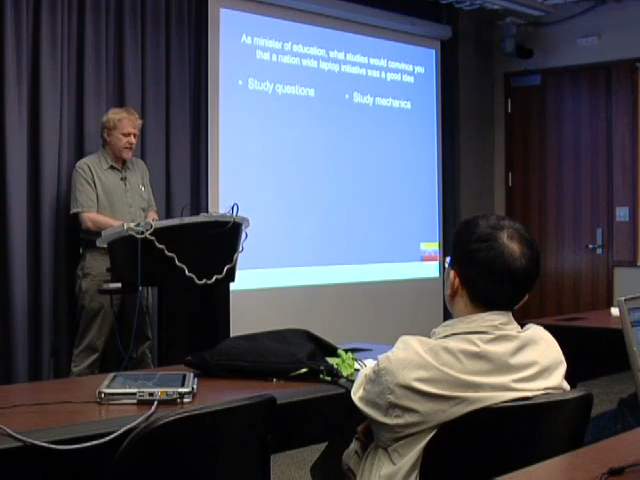 As minister of education, what studies would convince you
that a nation wide laptop initiative was a good idea
• Study questions
• Study mechanics